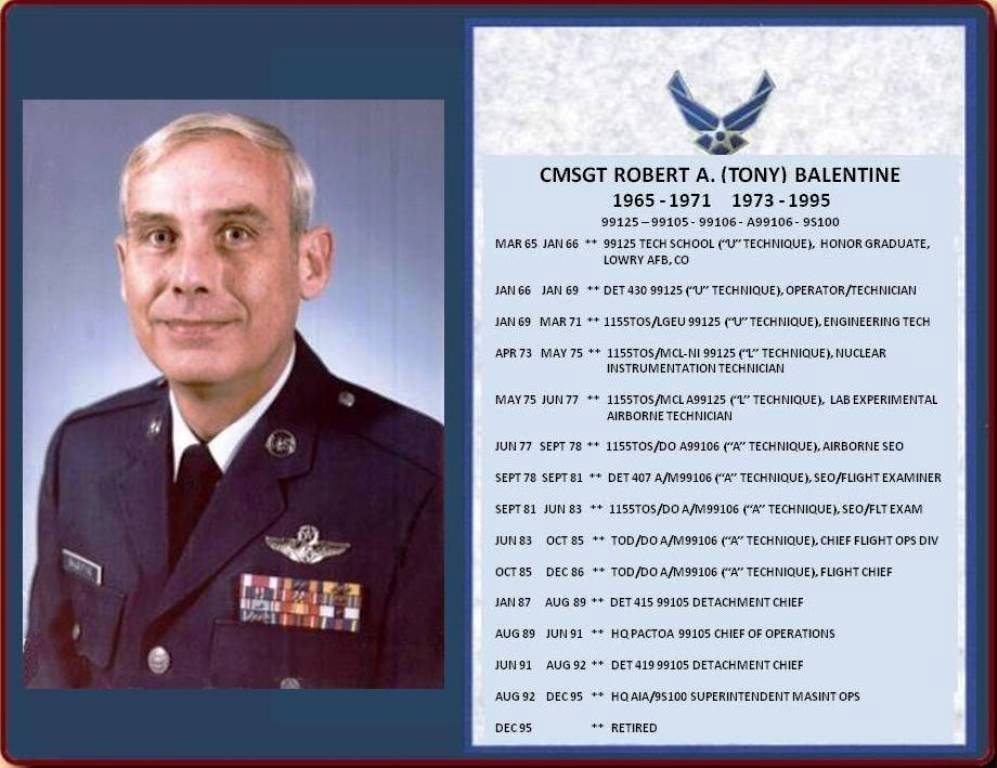 CMSGT ROBERT A. (TONY) BALENTINE
1965 - 1971 1973 - 1995
99125 – 99105 - 99106 - A99106 - 9S100
MAR 65 JAN 66 ** 99125 TECH SCHOOL ("U" TECHNIQUE), HONOR GRADUATE,
LOWRY AFB, CO
JAN 66 JAN 69 ** DET 430 99125 ("U" TECHNIQUE), OPERATOR/TECHNICIAN
JAN 69 MAR 71 ** 1155TOS/LGEU 99125 ("U" TECHNIQUE), ENGINEERING TECH
APR 73 MAY 75 ** 1155TOS/MCL-NI 99125 ("L" TECHNIQUE), NUCLEAR
INSTRUMENTATION TECHNICIAN
MAY 75 JUN 77 ** 1155TOS/MCL A99125 ("L" TECHNIQUE), LAB EXPERIMENTAL
AIRBORNE TECHNICIAN
JUN 77 SEPT 78 ** 1155TOS/DO A99106 ("A" TECHNIQUE), AIRBORNE SEO
SEPT 78 SEPT 81 ** DET 407 A/M99106 ("A" TECHNIQUE), SEO/FLIGHT EXAMINER
SEPT 81 JUN 83 ** 1155TOS/DO A/M99106 ("A" TECHNIQUE), SEO/FLT EXAM
JUN 83 OCT 85 ** TOD/DO A/M99106 ("A" TECHNIQUE), CHIEF FLIGHT OPS DIV
OCT 85 DEC 86 ** TOD/DO A/M99106 ("A" TECHNIQUE), FLIGHT CHIEF
JAN 87 AUG 89 ** DET 415 99105 DETACHMENT CHIEF
AUG 89 JUN 91 ** HQ PACTOA 99105 CHIEF OF OPERATIONS
JUN 91 AUG 92 ** DET 419 99105 DETACHMENT CHIEF
AUG 92 DEC 95 ** HQ AIA/9S100 SUPERINTENDENT MASINT OPS
DEC 95 ** RETIRED